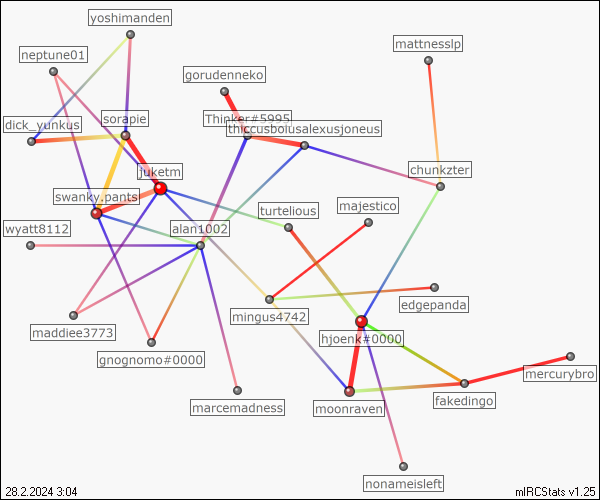 yoshimanden
mattnesslp
neptune01
gorudenneko
dick_yunkus
sorapie
Thinker#5995
thiccusboiusalexusjoneus
juketm
chunkzter
swanky.pants
wyatt8112
alan1002
turtelious
majestico
edgepanda
mingus4742
maddiee3773
hjoenk#0000
gnognomo#0000
mercurybro
marcemadness
moonraven
fakedingo
nonameisleft
28.2.2024 3:04
mIRCStats v1.25